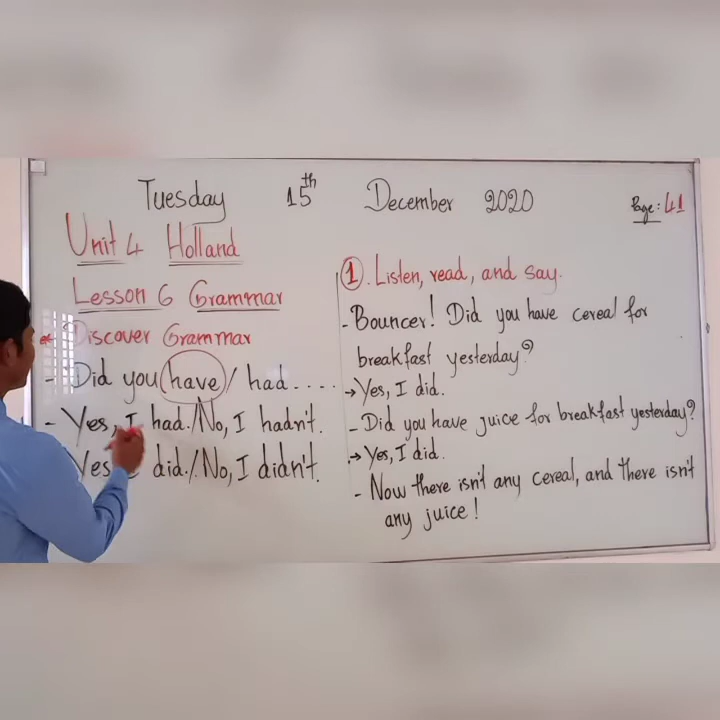 Tuesday 15th December 2020
Page: 41
Unit 4 Holland
Lesson 6 Grammar
* Discover Grammar
- Did you have / had....
- Yes, I had. / No, I hadn't.
Yes, did. / No, I didn't.
1. Listen, read, and say.
- Bouncer! Did you have cereal for
breakfast yesterday?
→ Yes, I did.
- Did you have juice for breakfast yesterday?
→ Yes, I did.
- Now there isn't any cereal, and there isn't
any juice!